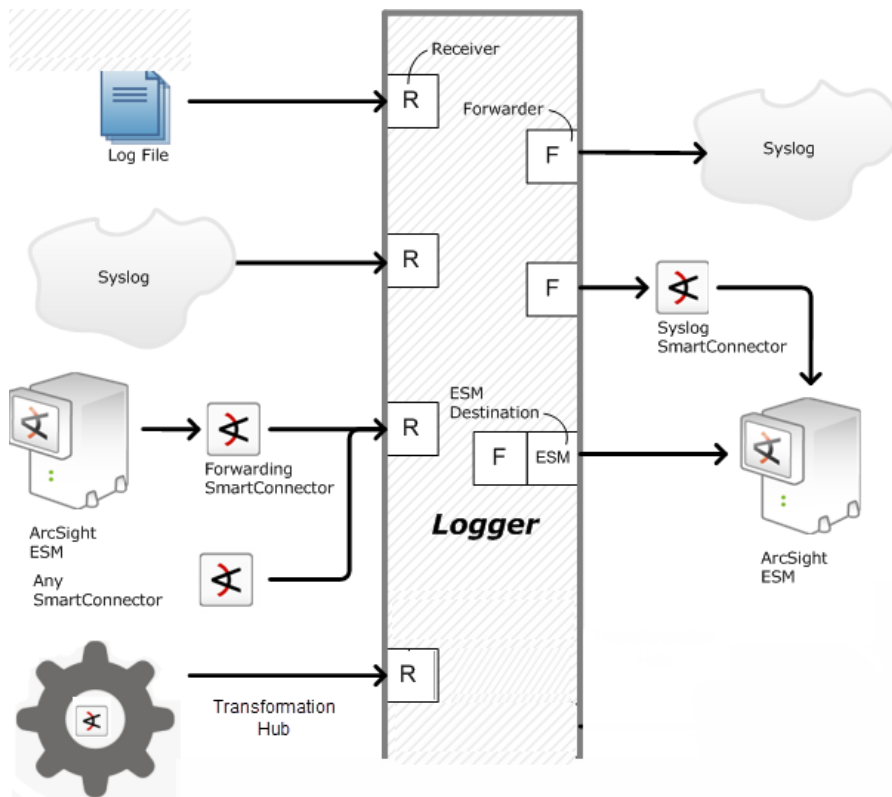 Receiver
R
Log File
Forwarder
F
Syslog
Syslog
R
F
Syslog
SmartConnector
ESM
Destination
R
F
ESM
Forwarding
SmartConnector
Logger
ArcSight
ESM
ArcSight
ESM
Any
SmartConnector
R
Transformation
Hub